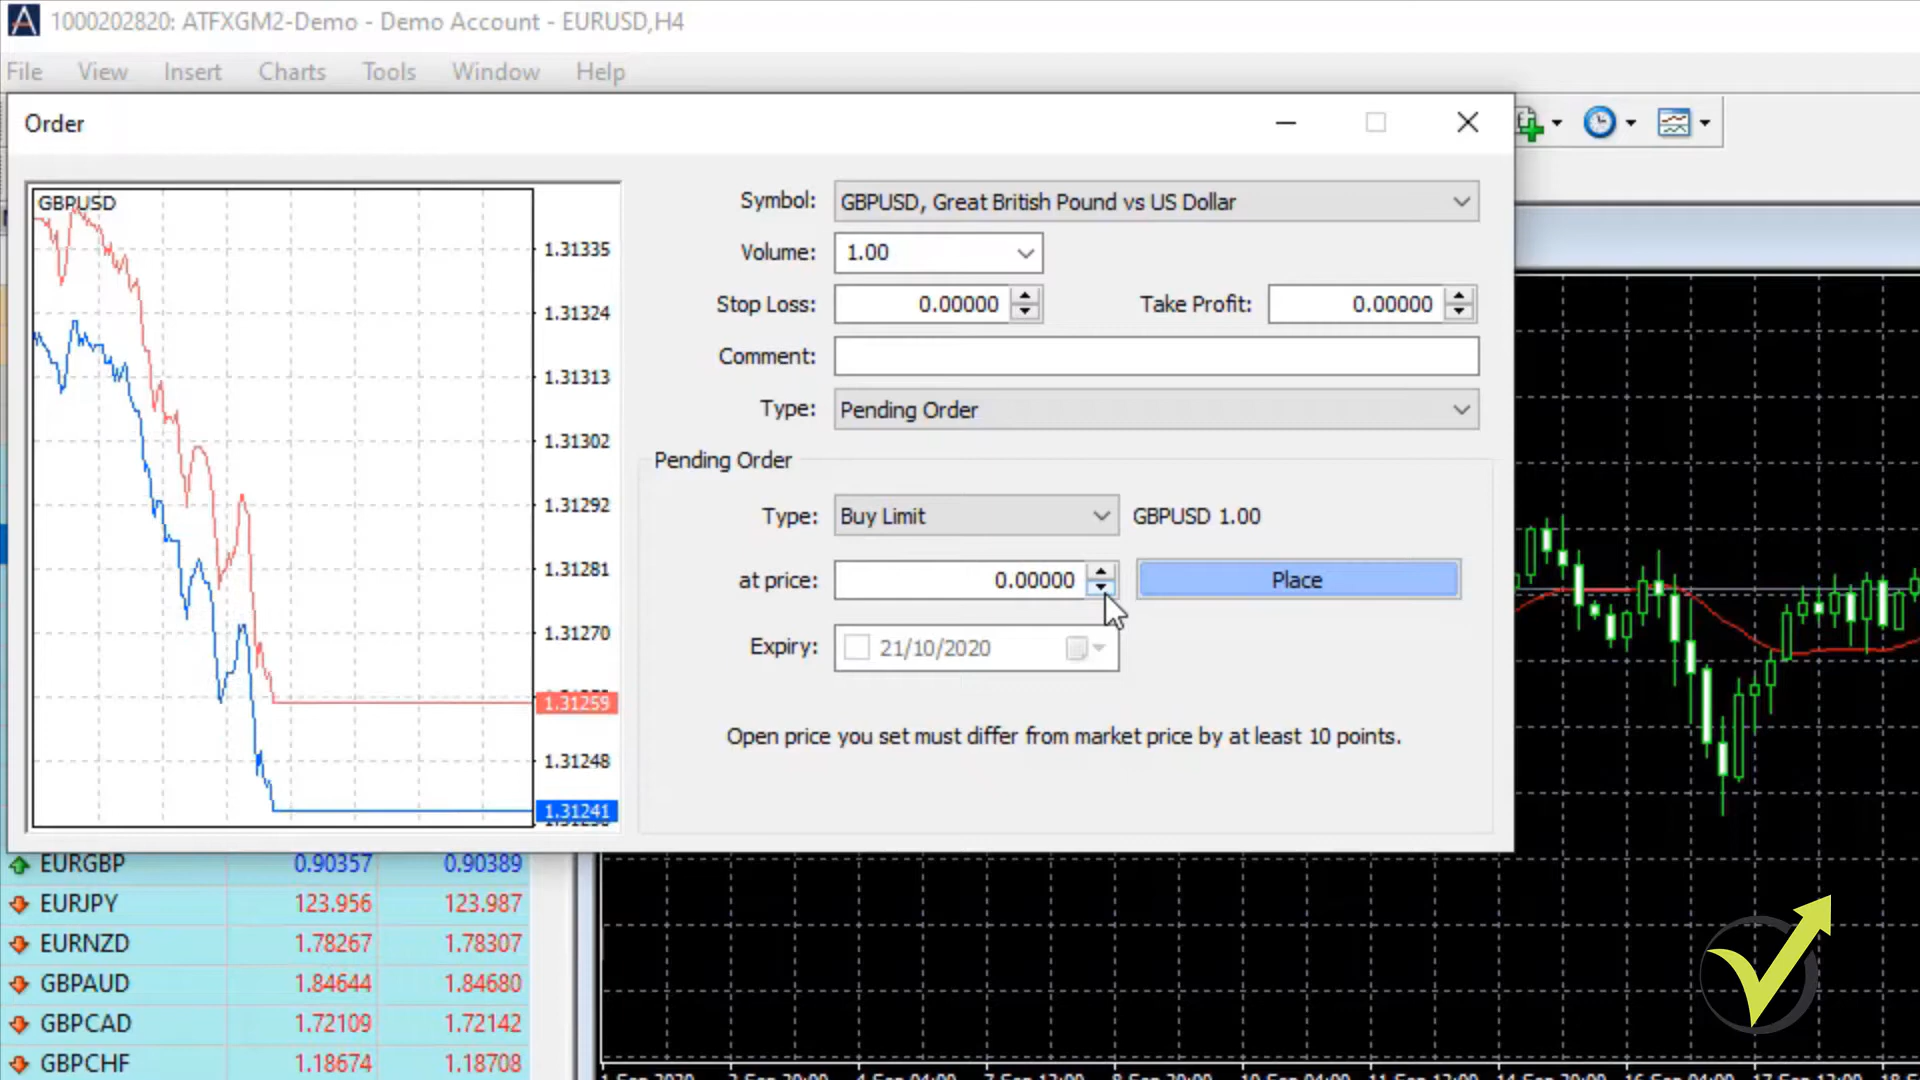 1000202820: ATFXGM2-Demo - Demo Account - EURUSD,H4
File View Insert Charts Tools Window Help
Order
GBPUSD
1.31335
1.31324
1.31313
1.31302
1.31292
1.31281
1.31270
1.31259
1.31248
1.31241
Symbol: GBPUSD, Great British Pound vs US Dollar
Volume: 1.00
Stop Loss: 0.00000 Take Profit: 0.00000
Comment:
Type: Pending Order
Pending Order
Type: Buy Limit GBPUSD 1.00
at price: 0.00000 Place
Expiry: 21/10/2020
Open price you set must differ from market price by at least 10 points.
EURGBP 0.90357 0.90389
EURJPY 123.956 123.987
EURNZD 1.78267 1.78307
GBPAUD 1.84644 1.84680
GBPCAD 1.72109 1.72142
GBPCHF 1.18674 1.18708